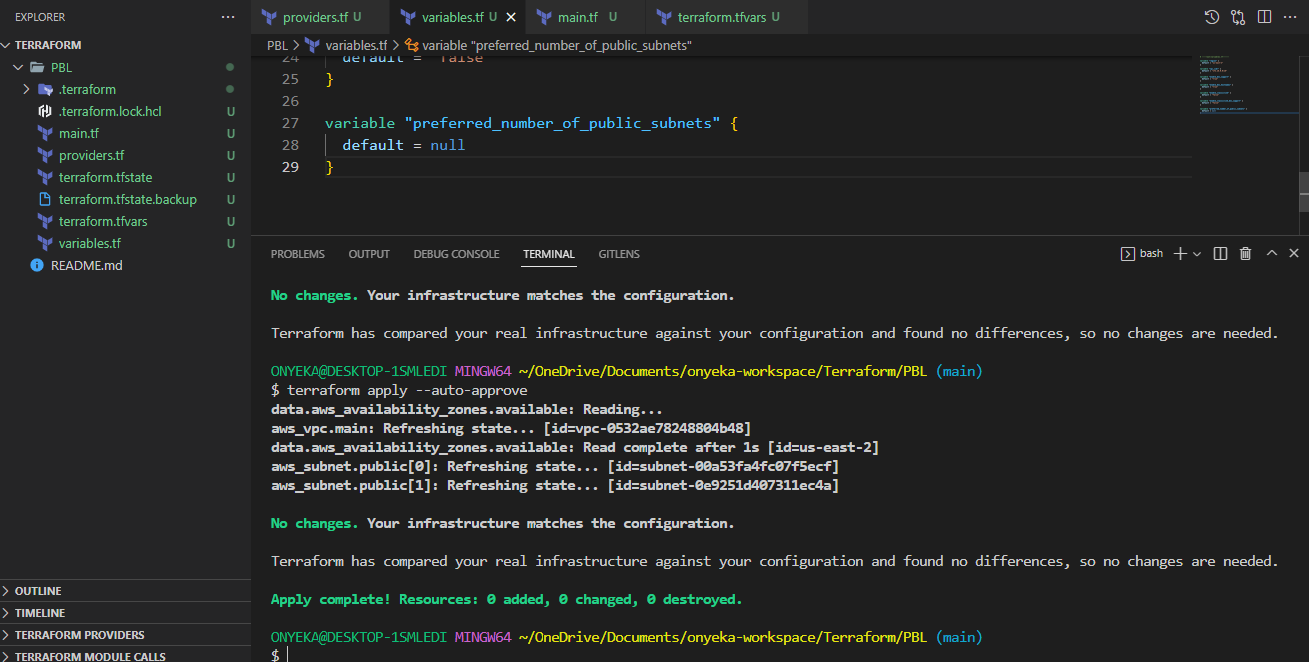 EXPLORER
TERRAFORM
PBL
.terraform
.terraform.lock.hcl U
main.tf U
providers.tf U
terraform.tfstate U
terraform.tfstate.backup U
terraform.tfvars U
variables.tf U
README.md
OUTLINE
TIMELINE
TERRAFORM PROVIDERS
TERRAFORM MODULE CALLS
providers.tf U
variables.tf U
main.tf U
terraform.tfvars U
PBL > variables.tf > variable "preferred_number_of_public_subnets"
24 default = "false"
25 }
26
27 variable "preferred_number_of_public_subnets" {
28 default = null
29 }
PROBLEMS OUTPUT DEBUG CONSOLE TERMINAL GITLENS
bash
No changes. Your infrastructure matches the configuration.
Terraform has compared your real infrastructure against your configuration and found no differences, so no changes are needed.
ONYEKA@DESKTOP-1SMLEDI MINGW64 ~/OneDrive/Documents/onyeka-workspace/Terraform/PBL (main)
$ terraform apply --auto-approve
data.aws_availability_zones.available: Reading...
aws_vpc.main: Refreshing state... [id=vpc-0532ae78248804b48]
data.aws_availability_zones.available: Read complete after 1s [id=us-east-2]
aws_subnet.public[0]: Refreshing state... [id=subnet-00a53fa4fc07f5ecf]
aws_subnet.public[1]: Refreshing state... [id=subnet-0e9251d407311ec4a]
No changes. Your infrastructure matches the configuration.
Terraform has compared your real infrastructure against your configuration and found no differences, so no changes are needed.
Apply complete! Resources: 0 added, 0 changed, 0 destroyed.
ONYEKA@DESKTOP-1SMLEDI MINGW64 ~/OneDrive/Documents/onyeka-workspace/Terraform/PBL (main)
$